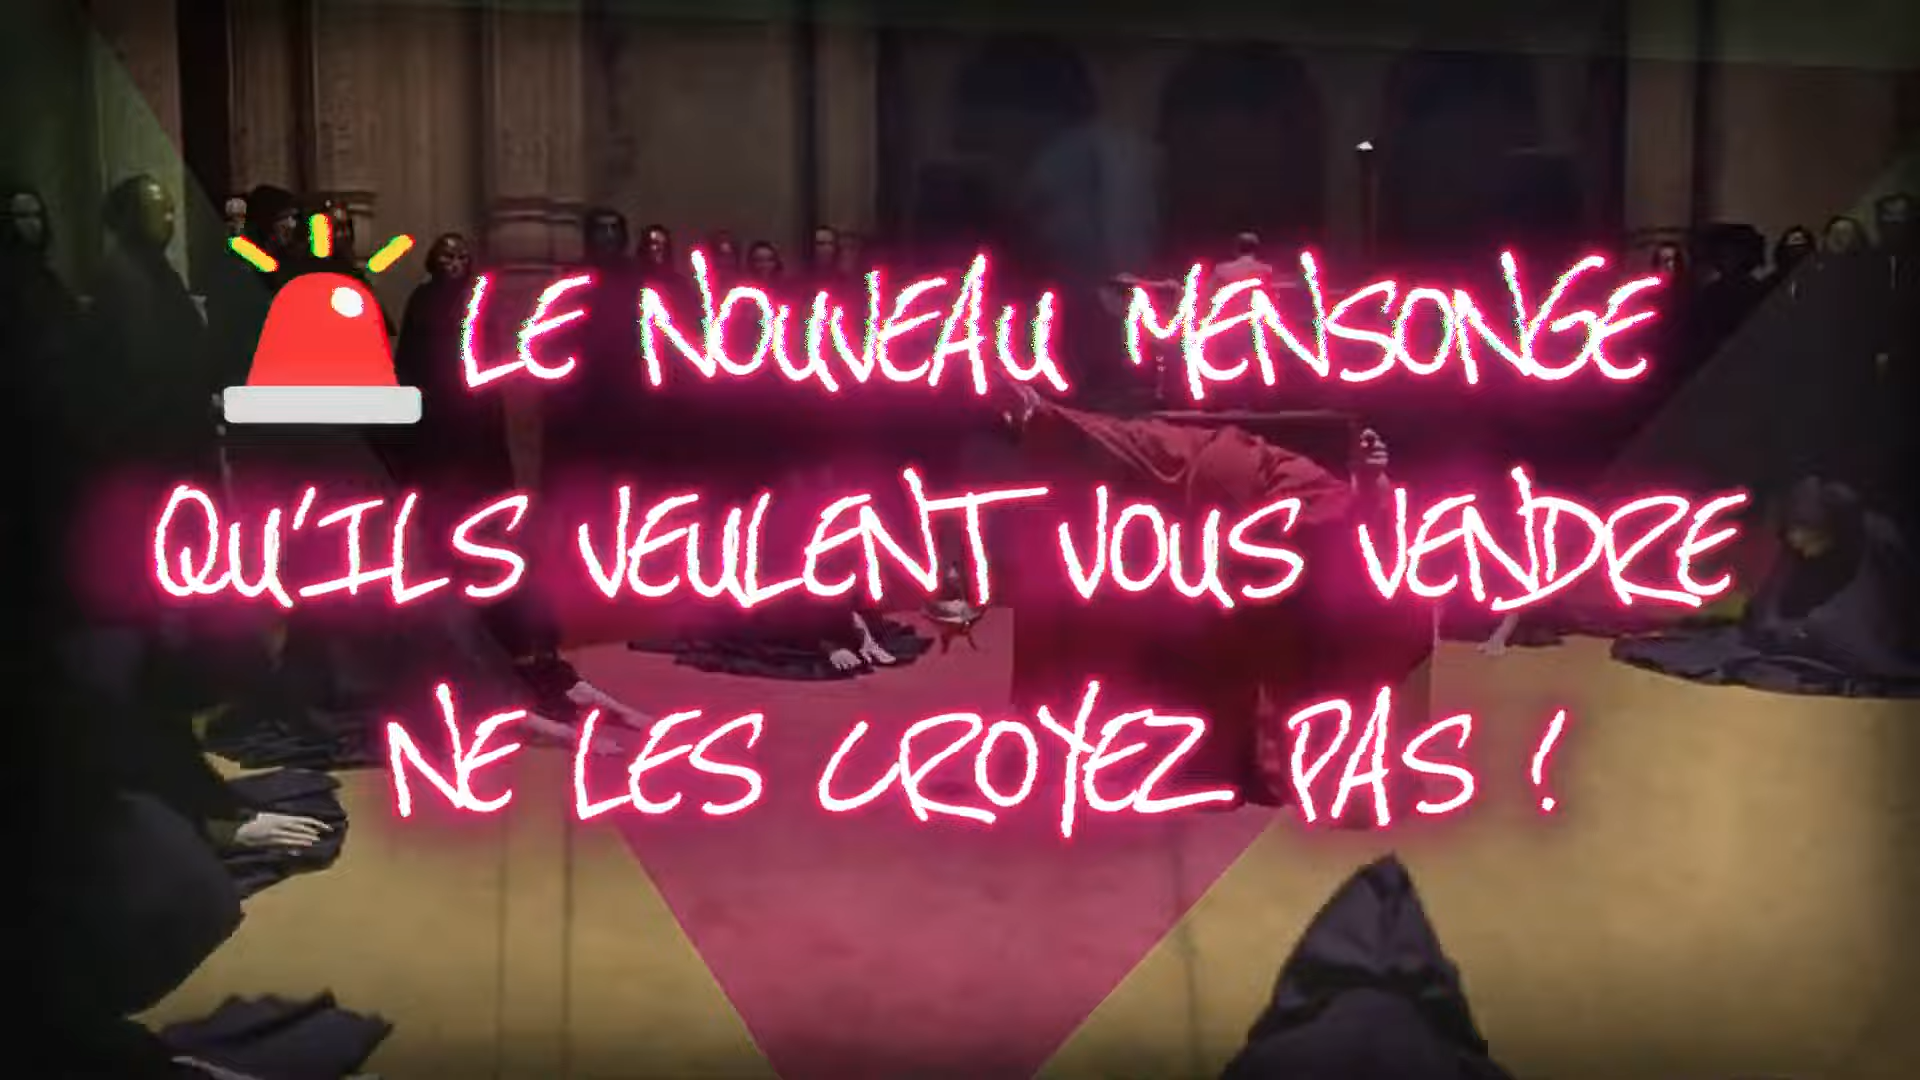 🚨 LE NOUVEAU MENSONGE
QU'ILS VEULENT VOUS VENDRE
NE LES CROYEZ PAS !